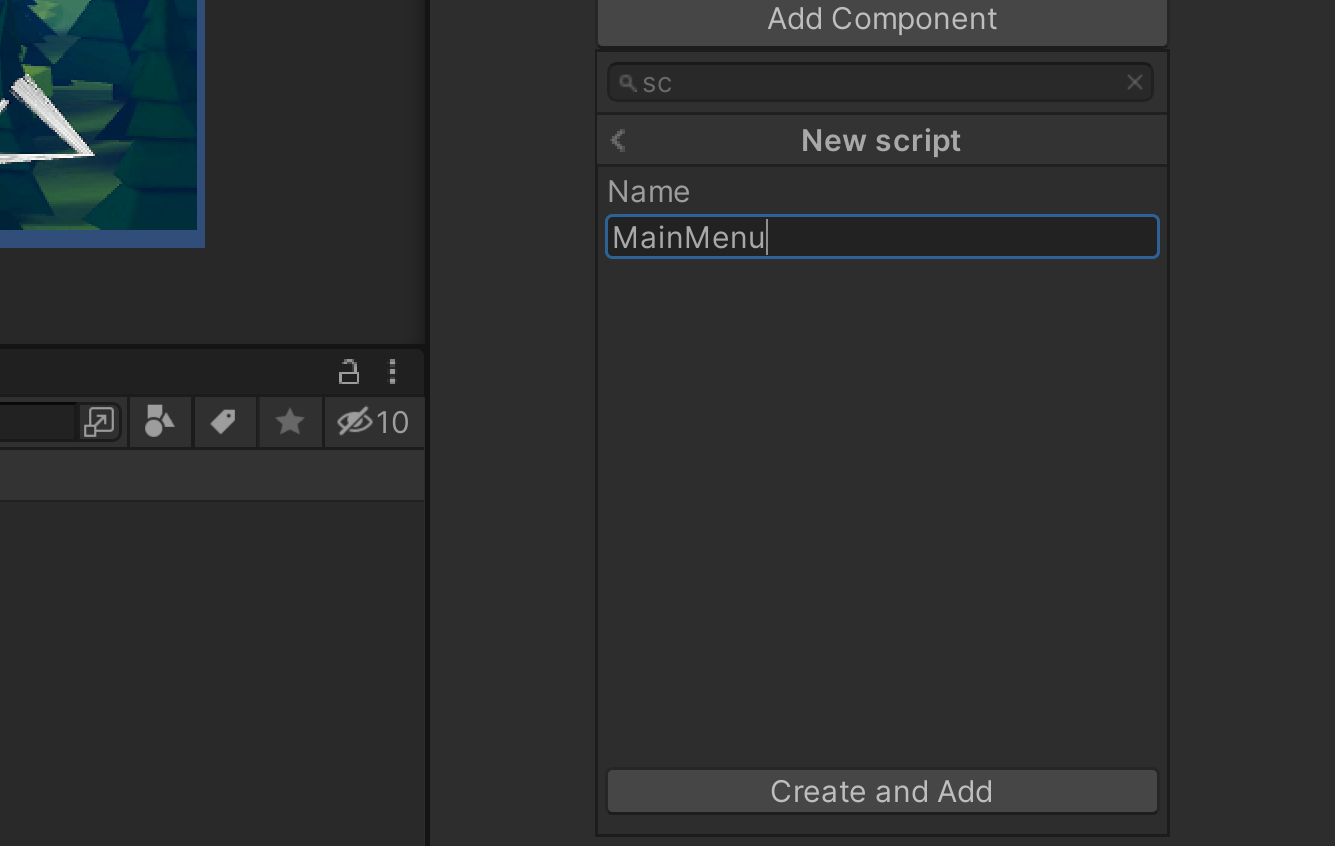 Add Component
sc
New script
Name
MainMenu
10
Create and Add